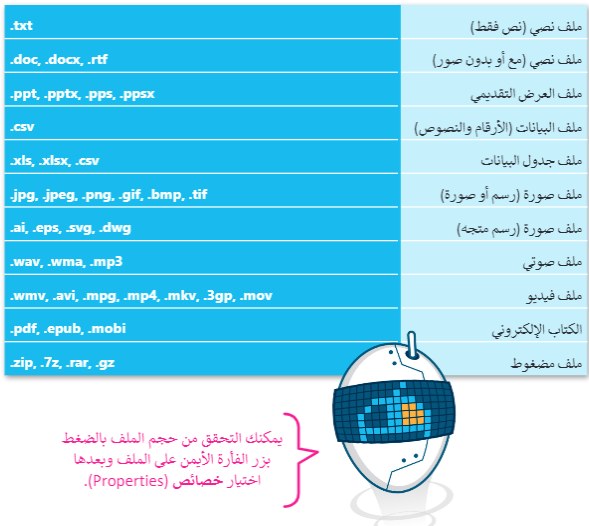 ملف نصي (نص فقط) .txt
ملف نصي (مع أو بدون صور) .doc, .docx, .rtf
ملف العرض التقديمي .ppt, .pptx, .pps, .ppsx
ملف البيانات (الأرقام والنصوص) .csv
ملف جدول البيانات .xls, .xlsx, .csv
ملف صورة (رسم أو صورة) .jpg, .jpeg, .png, .gif, .bmp, .tif
ملف صورة (رسم متجه) .ai, .eps, .svg, .dwg
ملف صوتي .wav, .wma, .mp3
ملف فيديو .wmv, .avi, .mpg, .mp4, .mkv, .3gp, .mov
الكتاب الإلكتروني .pdf, .epub, .mobi
ملف مضغوط .zip, .7z, .rar, .gz
يمكنك التحقق من حجم الملف بالضغط
بزر الفأرة الأيمن على الملف وبعدها
اختيار خصائص (Properties).